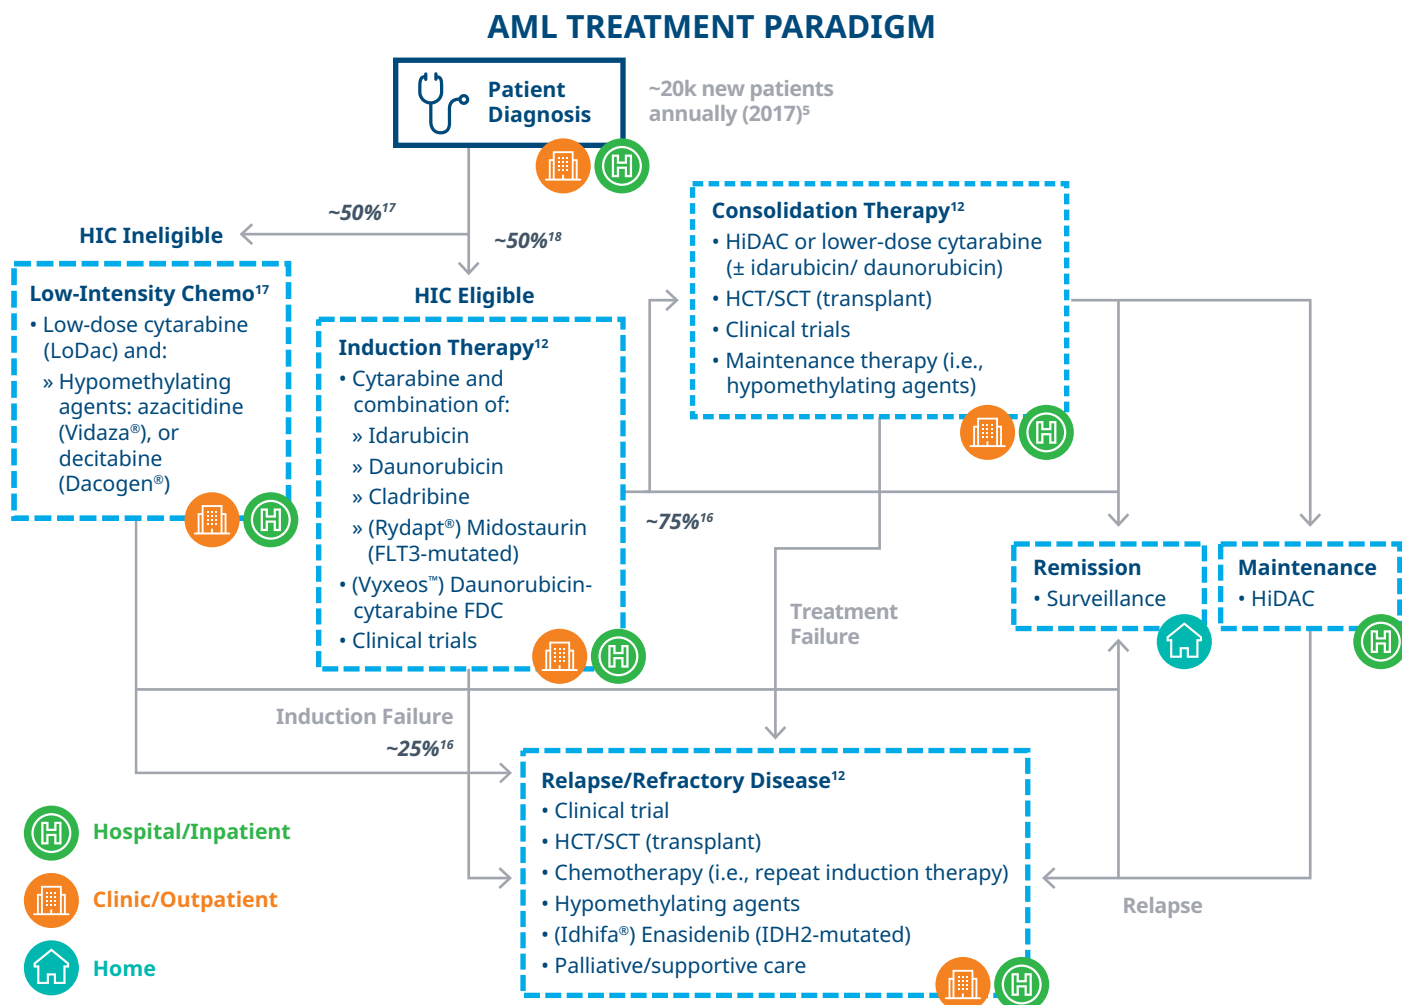 AML TREATMENT PARADIGM
Patient
Diagnosis
~20k new patients
annually (2017)⁵
~50%¹⁷
~50%¹⁸
HIC Ineligible
Low-Intensity Chemo¹⁷
• Low-dose cytarabine
(LoDac) and:
» Hypomethylating
agents: azacitidine
(Vidaza®), or
decitabine
(Dacogen®)
HIC Eligible
Induction Therapy¹²
• Cytarabine and
combination of:
» Idarubicin
» Daunorubicin
» Cladribine
» (Rydapt®) Midostaurin
(FLT3-mutated)
• (Vyxeos™) Daunorubicin-
cytarabine FDC
• Clinical trials
Consolidation Therapy¹²
• HiDAC or lower-dose cytarabine
(± idarubicin/ daunorubicin)
• HCT/SCT (transplant)
• Clinical trials
• Maintenance therapy (i.e.,
hypomethylating agents)
~75%¹⁶
Treatment
Failure
Remission
• Surveillance
Maintenance
• HiDAC
Induction Failure
~25%¹⁶
Relapse/Refractory Disease¹²
• Clinical trial
• HCT/SCT (transplant)
• Chemotherapy (i.e., repeat induction therapy)
• Hypomethylating agents
• (Idhifa®) Enasidenib (IDH2-mutated)
• Palliative/supportive care
Relapse
Hospital/Inpatient
Clinic/Outpatient
Home